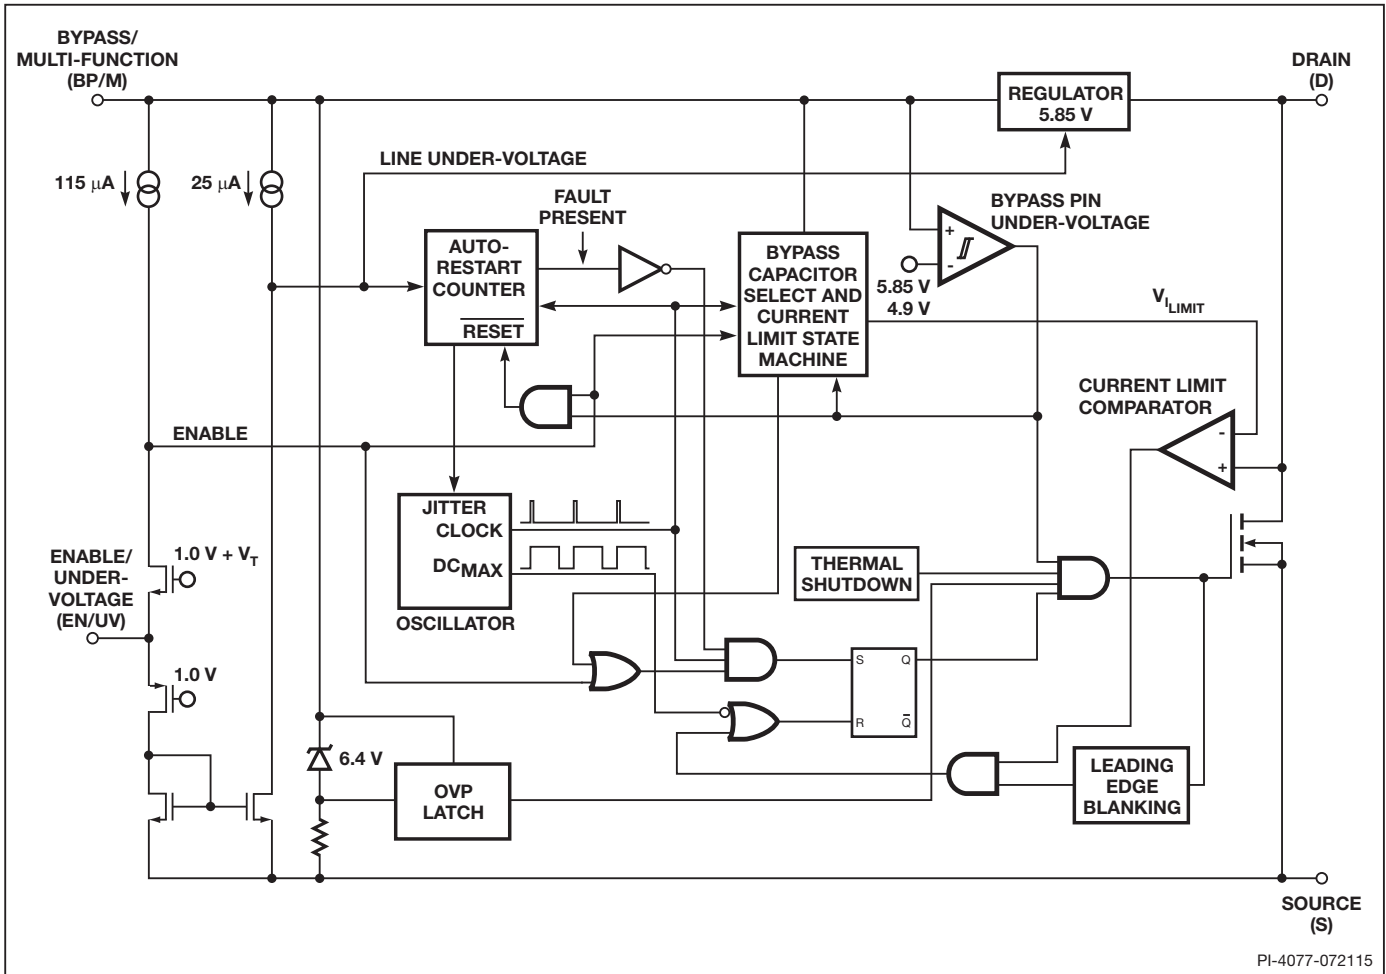 BYPASS/
MULTI-FUNCTION
(BP/M)
DRAIN
(D)
REGULATOR
5.85 V
LINE UNDER-VOLTAGE
115 μA
25 μA
FAULT
PRESENT
BYPASS PIN
UNDER-VOLTAGE
+
-
5.85 V
4.9 V
AUTO-
RESTART
COUNTER
RESET
BYPASS
CAPACITOR
SELECT AND
CURRENT
LIMIT STATE
MACHINE
VILIMIT
CURRENT LIMIT
COMPARATOR
-
+
ENABLE
JITTER
CLOCK
DCMAX
OSCILLATOR
1.0 V + VT
ENABLE/
UNDER-
VOLTAGE
(EN/UV)
1.0 V
THERMAL
SHUTDOWN
S
Q
R
Q̅
6.4 V
OVP
LATCH
LEADING
EDGE
BLANKING
SOURCE
(S)
PI-4077-072115